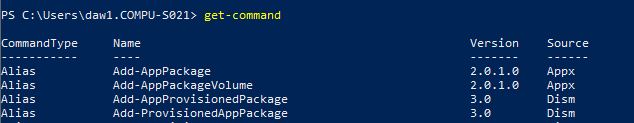 PS C:\Users\daw1.COMPU-S021> get-command
CommandType     Name                                               Version    Source
-----------     ----                                               -------    ------
Alias           Add-AppPackage                                     2.0.1.0    Appx
Alias           Add-AppPackageVolume                               2.0.1.0    Appx
Alias           Add-AppProvisionedPackage                          3.0        Dism
Alias           Add-ProvisionedAppPackage                          3.0        Dism